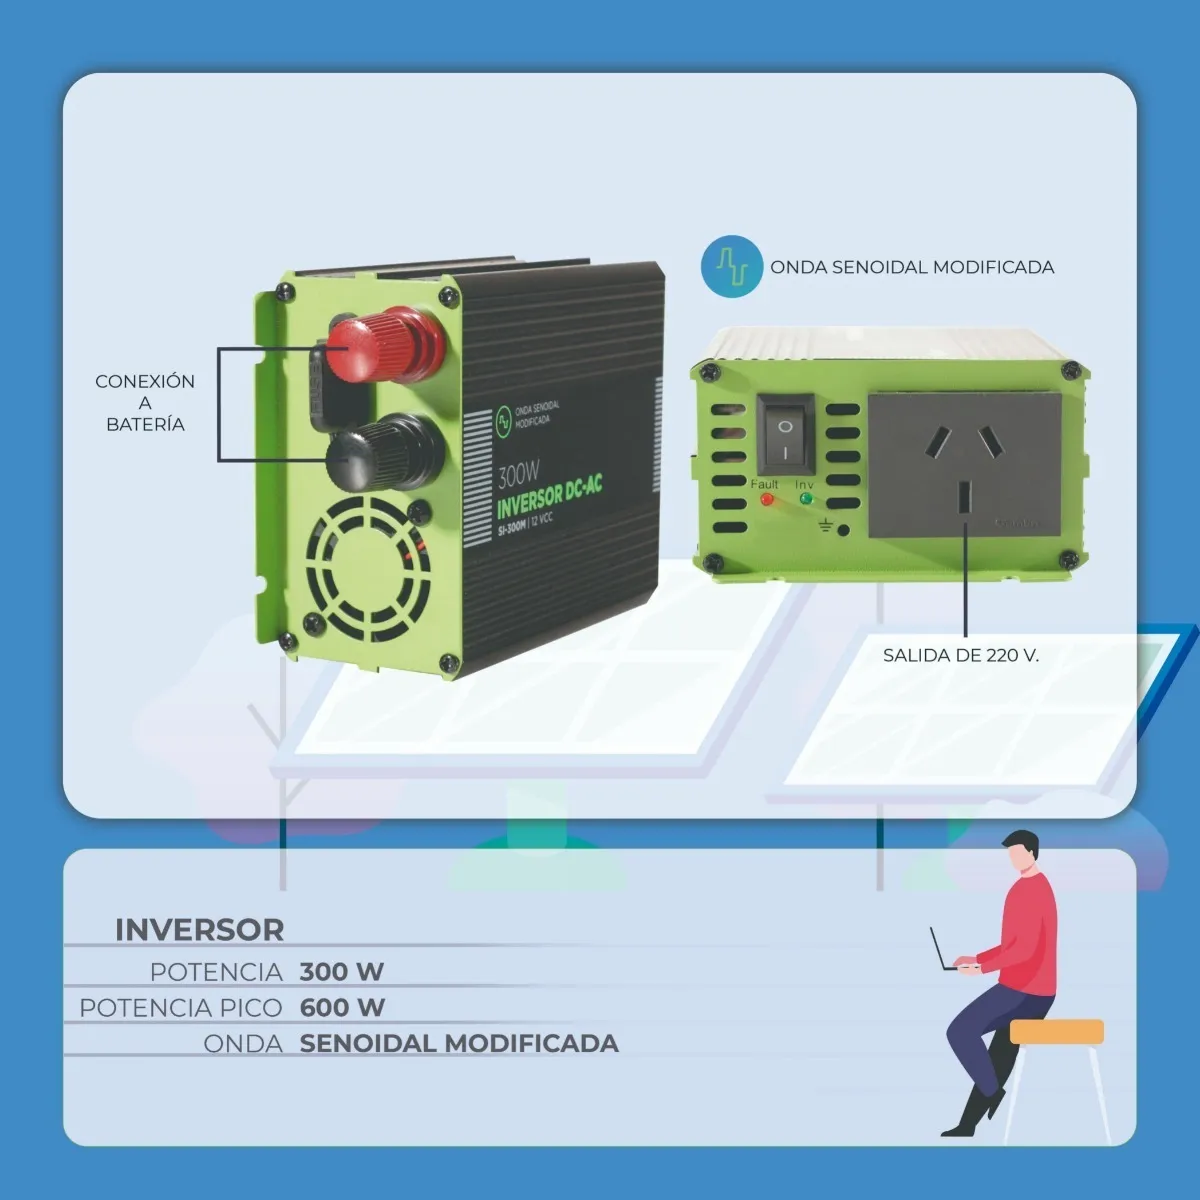 ONDA SENOIDAL MODIFICADA
CONEXIÓN
A
BATERÍA
ONDA SENOIDAL
MODIFICADA
300W
INVERSOR DC-AC
SI-300M | 12 VCC
O
I
Fault Inv
SALIDA DE 220 V.
INVERSOR
POTENCIA 300 W
POTENCIA PICO 600 W
ONDA SENOIDAL MODIFICADA